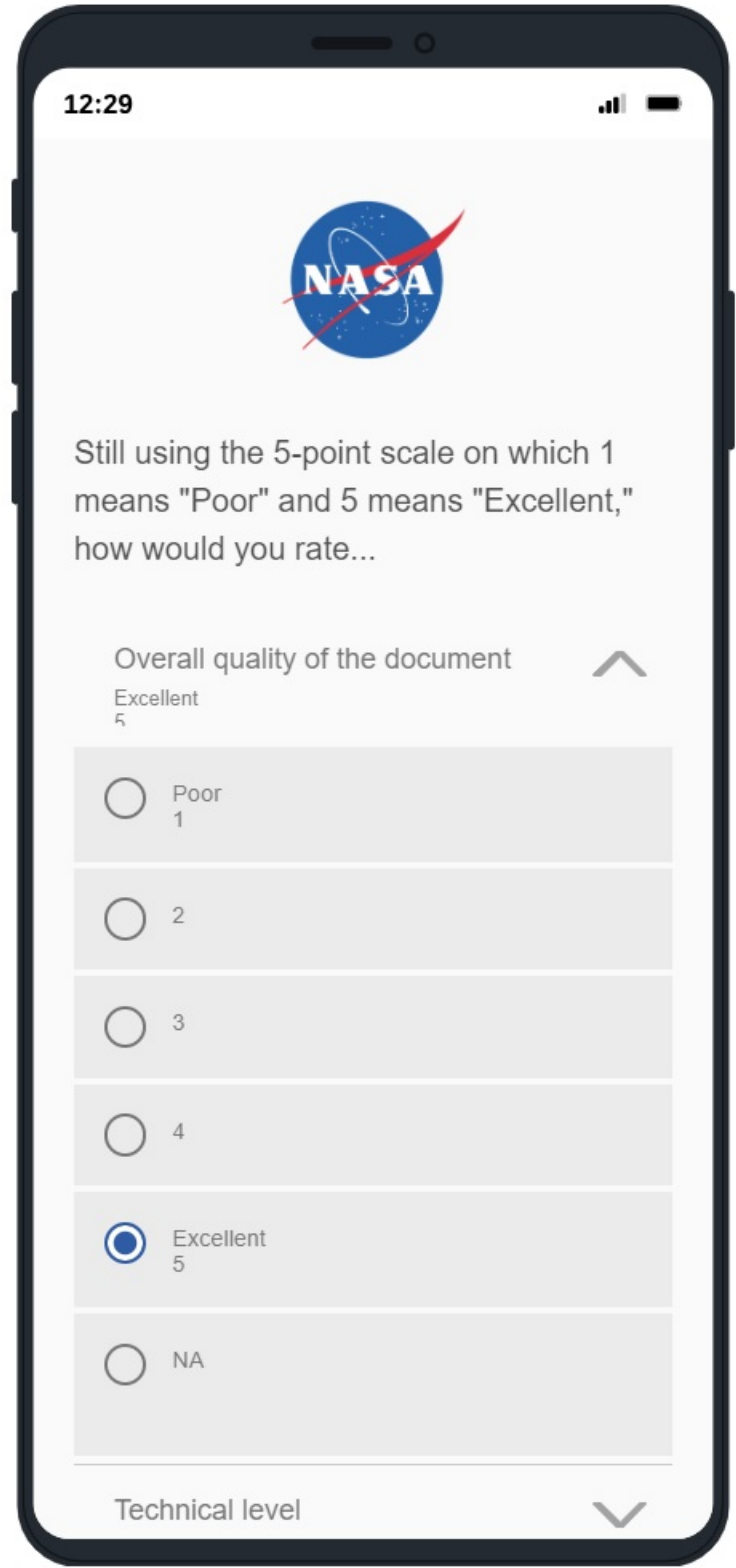 12:29
NASA
Still using the 5-point scale on which 1
means "Poor" and 5 means "Excellent,"
how would you rate...
Overall quality of the document
Excellent
5
Poor
1
2
3
4
Excellent
5
NA
Technical level